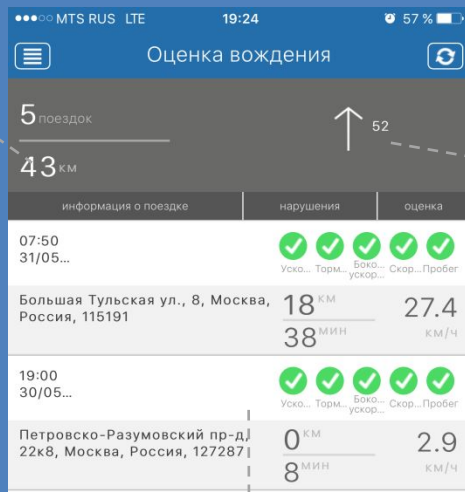 MTS RUS LTE 19:24 57 %
Оценка вождения
5 поездок
52
43 км
информация о поездке нарушения оценка
07:50
31/05...
Уско... Торм... Боко... ускор... Скор... Пробег
Большая Тульская ул., 8, Москва,
Россия, 115191
18 км
38 мин
27.4
км/ч
19:00
30/05...
Уско... Торм... Боко... ускор... Скор... Пробег
Петровско-Разумовский пр-д,
22к8, Москва, Россия, 127287
0 км
8 мин
2.9
км/ч